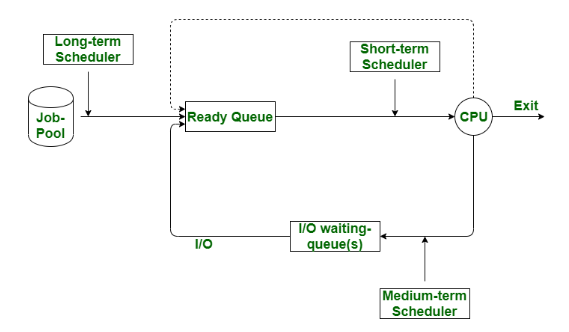 Long-term
Scheduler
Short-term
Scheduler
Job-
Pool
Ready Queue
CPU
Exit
I/O waiting-
queue(s)
I/O
Medium-term
Scheduler